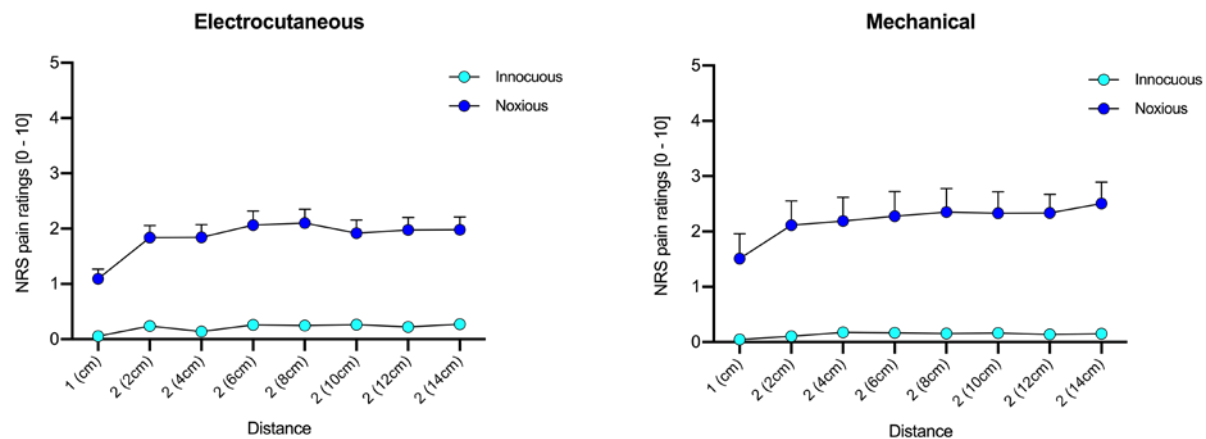 Electrocutaneous
5
4
3
2
1
0
NRS pain ratings [0 - 10]
Innocuous
Noxious
1 (cm)
2 (2cm)
2 (4cm)
2 (6cm)
2 (8cm)
2 (10cm)
2 (12cm)
2 (14cm)
Distance
Mechanical
5
4
3
2
1
0
NRS pain ratings [0 - 10]
Innocuous
Noxious
1 (cm)
2 (2cm)
2 (4cm)
2 (6cm)
2 (8cm)
2 (10cm)
2 (12cm)
2 (14cm)
Distance